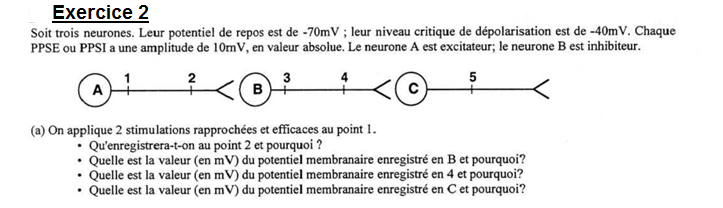 Exercice 2
Soit trois neurones. Leur potentiel de repos est de -70mV ; leur niveau critique de dépolarisation est de -40mV. Chaque
PPSE ou PPSI a une amplitude de 10mV, en valeur absolue. Le neurone A est excitateur; le neurone B est inhibiteur.
A 1 2 B 3 4 C 5
(a) On applique 2 stimulations rapprochées et efficaces au point 1.
• Qu'enregistrera-t-on au point 2 et pourquoi ?
• Quelle est la valeur (en mV) du potentiel membranaire enregistré en B et pourquoi?
• Quelle est la valeur (en mV) du potentiel membranaire enregistré en 4 et pourquoi?
• Quelle est la valeur (en mV) du potentiel membranaire enregistré en C et pourquoi?